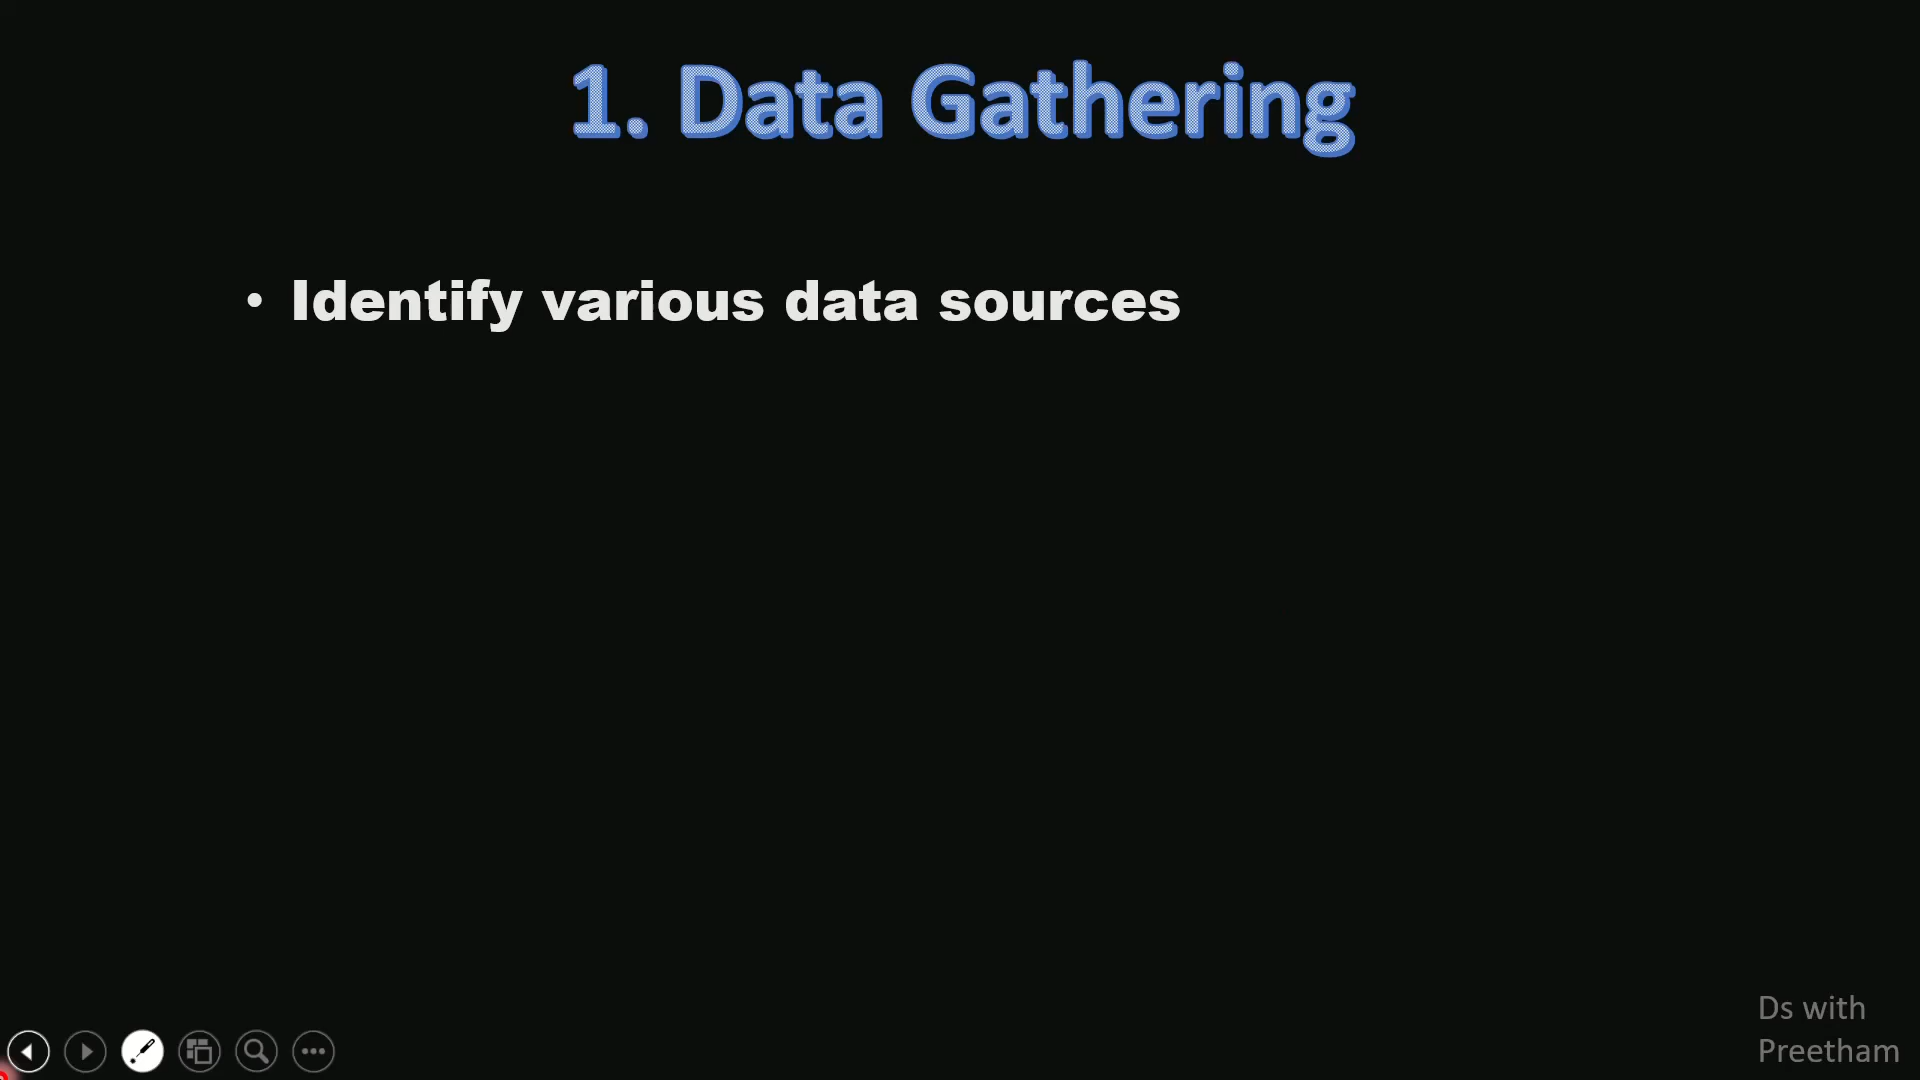 1. Data Gathering
• Identify various data sources
Ds with
Preetham